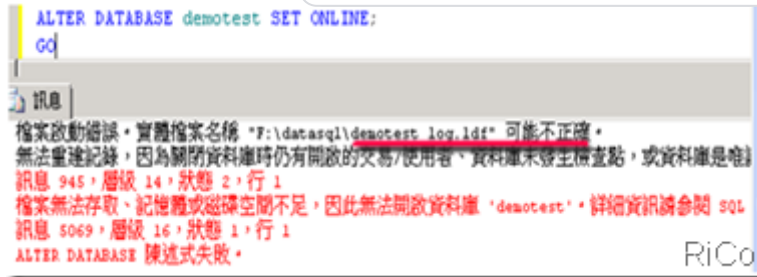 ALTER DATABASE demotest SET ONLINE;
GO
訊息
檔案啟動錯誤。實體檔案名稱 "F:\datasql\demotest_log.ldf" 可能不正確。
無法重建記錄，因為關閉資料庫時仍有開啟的交易/使用者、資料庫未發生檢查點，或資料庫是唯
訊息 945，層級 14，狀態 2，行 1
檔案無法存取、記憶體或磁碟空間不足，因此無法開啟資料庫 'demotest'。詳細資訊請參閱 SQL
訊息 5069，層級 16，狀態 1，行 1
ALTER DATABASE 陳述式失敗。
RiCo